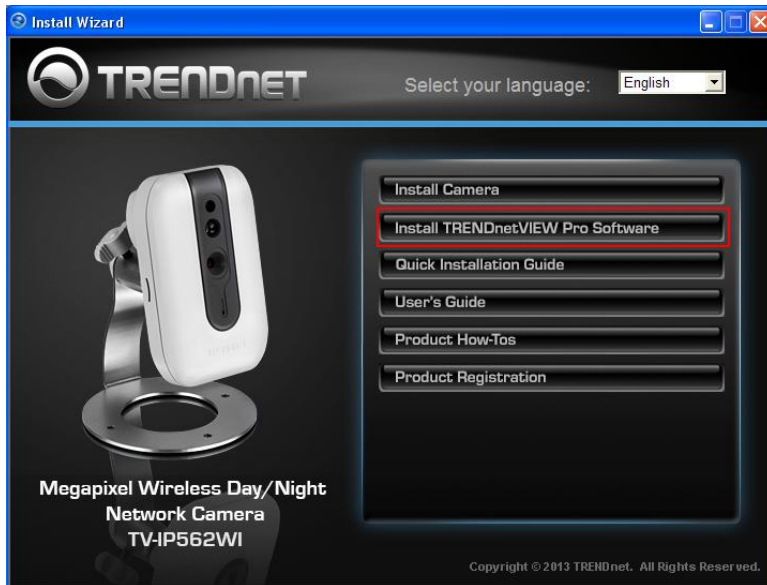 Install Wizard
TRENDNET
Select your language: English
Install Camera
Install TRENDnetVIEW Pro Software
Quick Installation Guide
User's Guide
Product How-Tos
Product Registration
Megapixel Wireless Day/Night
Network Camera
TV-IP562WI
Copyright © 2013 TRENDnet. All Rights Reserved.